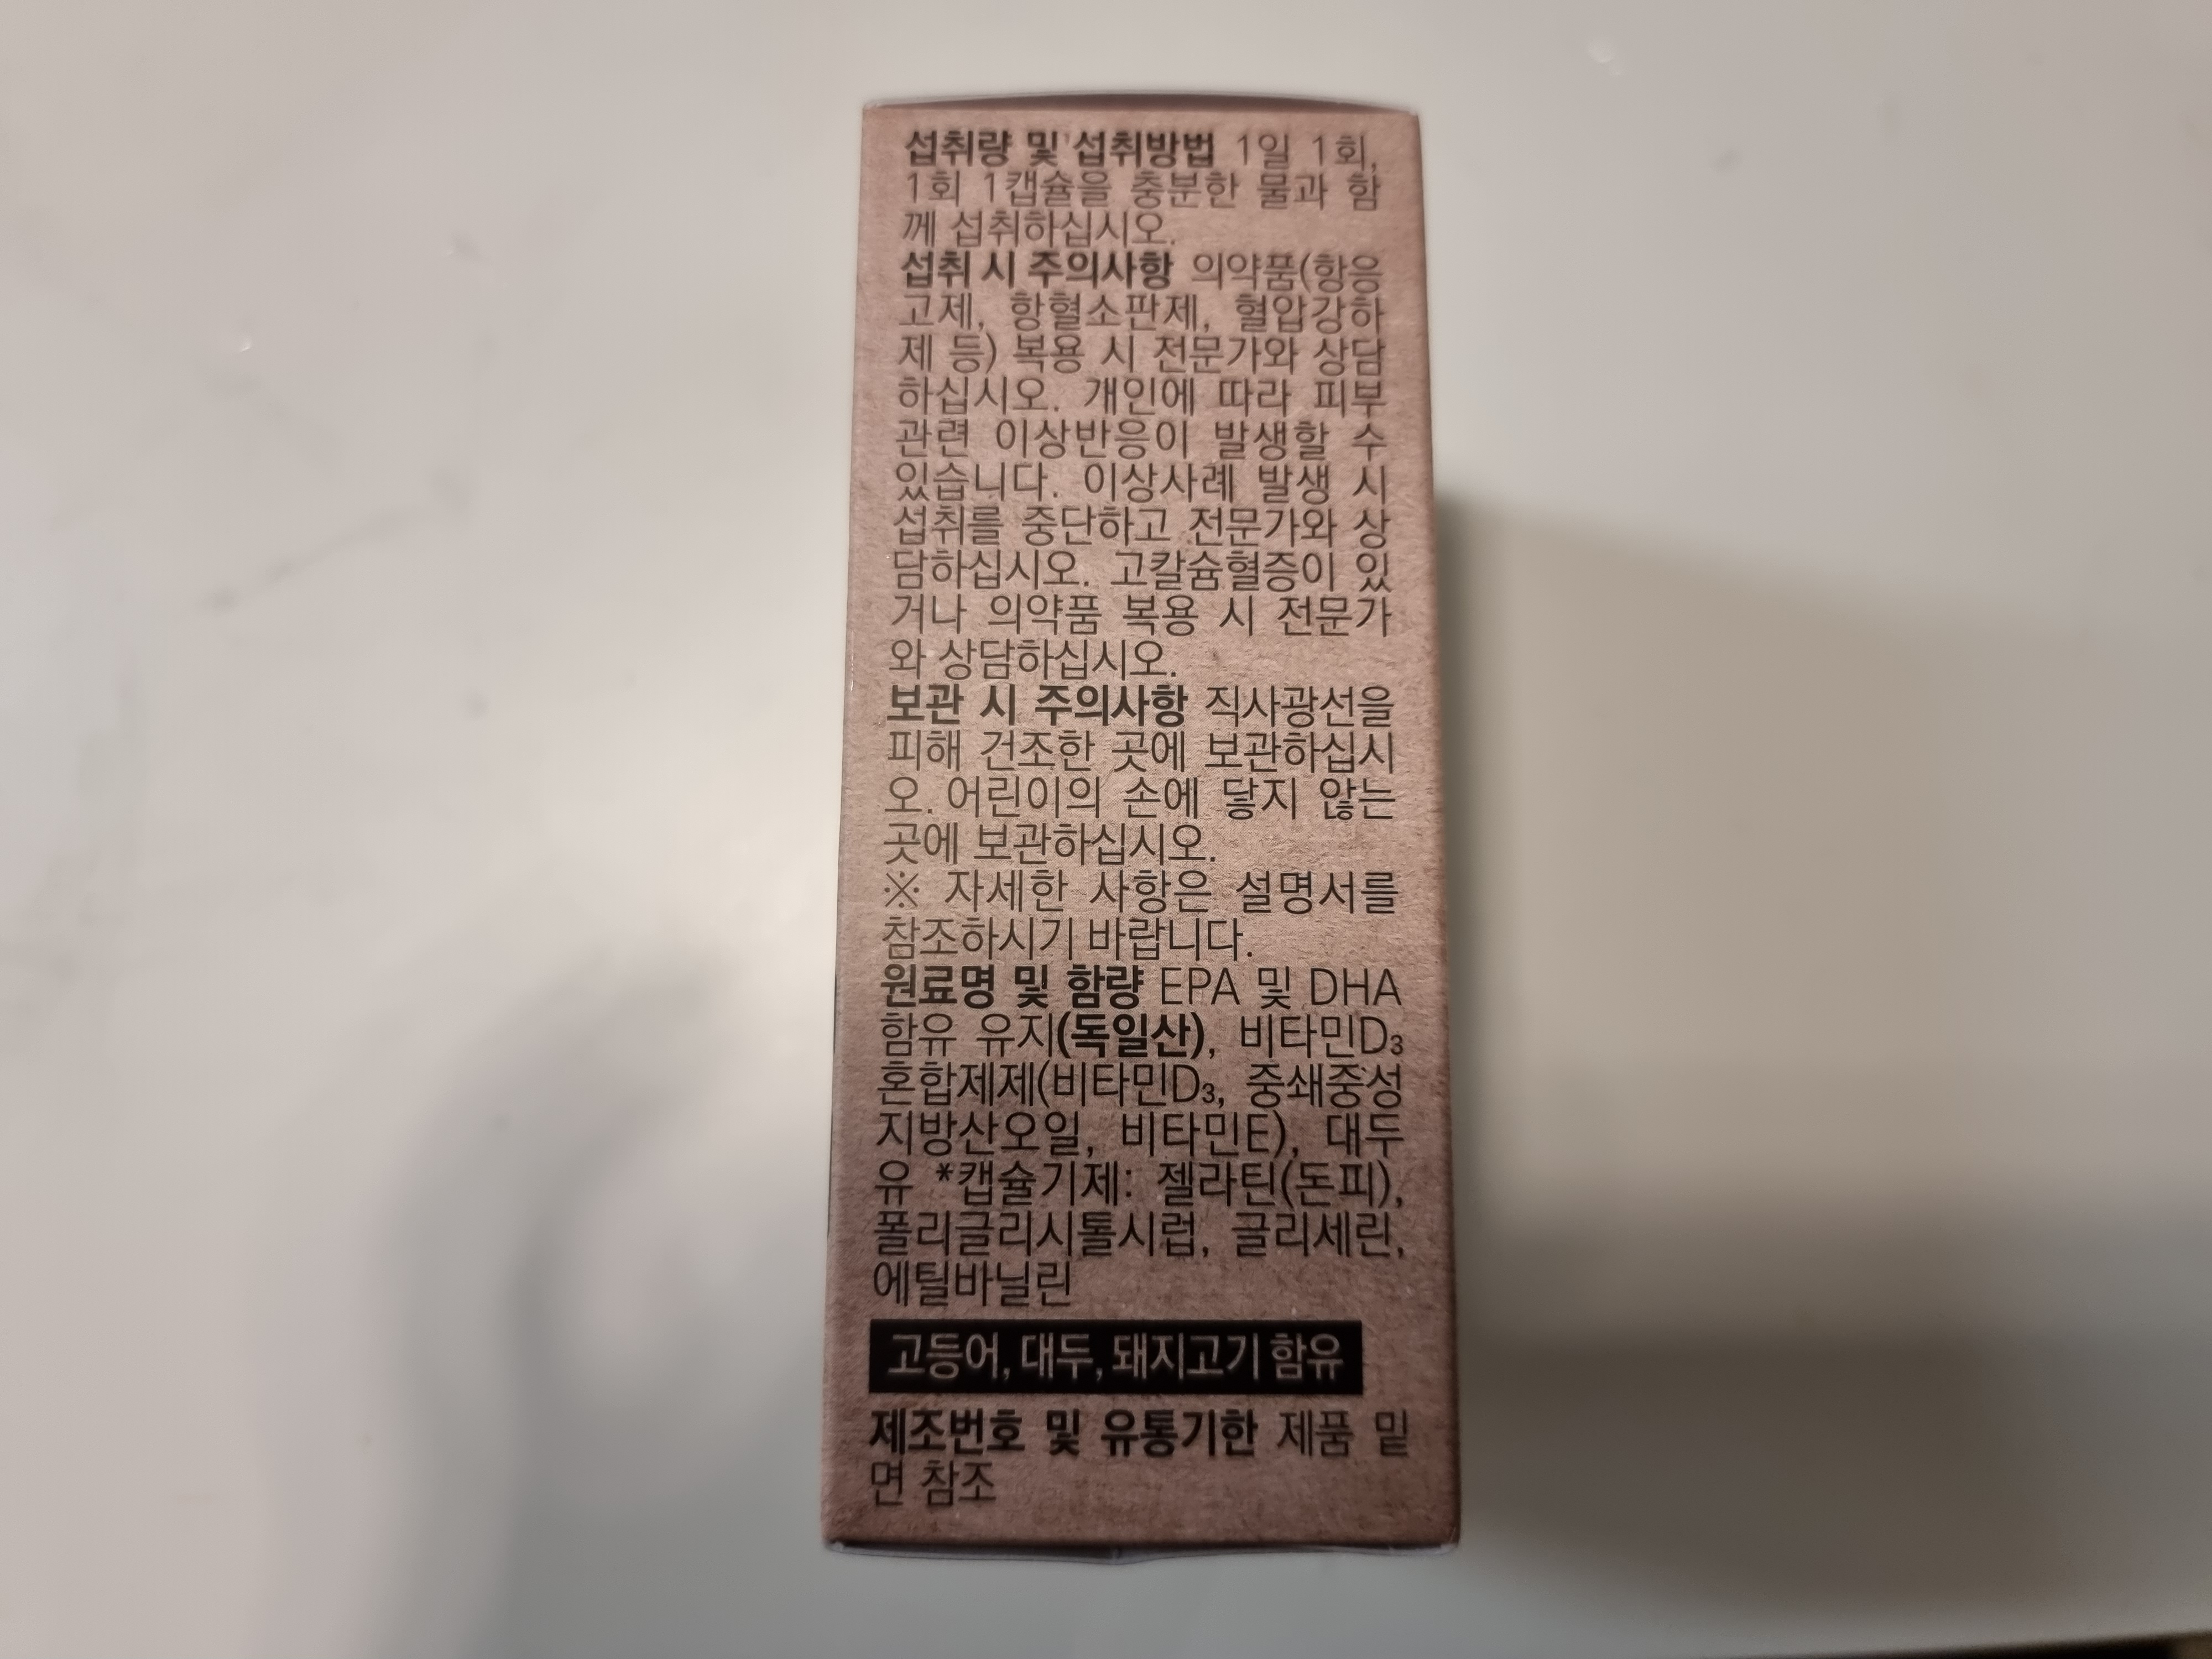 섭취량 및 섭취방법 1일 1회,
1회 1캡슐을 충분한 물과 함
께 섭취하십시오.
섭취 시 주의사항 의약품(항응
고제, 항혈소판제, 혈압강하
제 등) 복용 시 전문가와 상담
하십시오. 개인에 따라 피부
관련 이상반응이 발생할 수
있습니다. 이상사례 발생 시
섭취를 중단하고 전문가와 상
담하십시오. 고칼슘혈증이 있
거나 의약품 복용 시 전문가
와 상담하십시오.
보관 시 주의사항 직사광선을
피해 건조한 곳에 보관하십시
오. 어린이의 손에 닿지 않는
곳에 보관하십시오.
※ 자세한 사항은 설명서를
참조하시기 바랍니다.
원료명 및 함량 EPA 및 DHA
함유 유지(독일산), 비타민D₃
혼합제제(비타민D₃, 중쇄중성
지방산오일, 비타민E), 대두
유 *캡슐기제: 젤라틴(돈피),
폴리글리시톨시럽, 글리세린,
에틸바닐린
고등어, 대두, 돼지고기 함유
제조번호 및 유통기한 제품 밑
면 참조